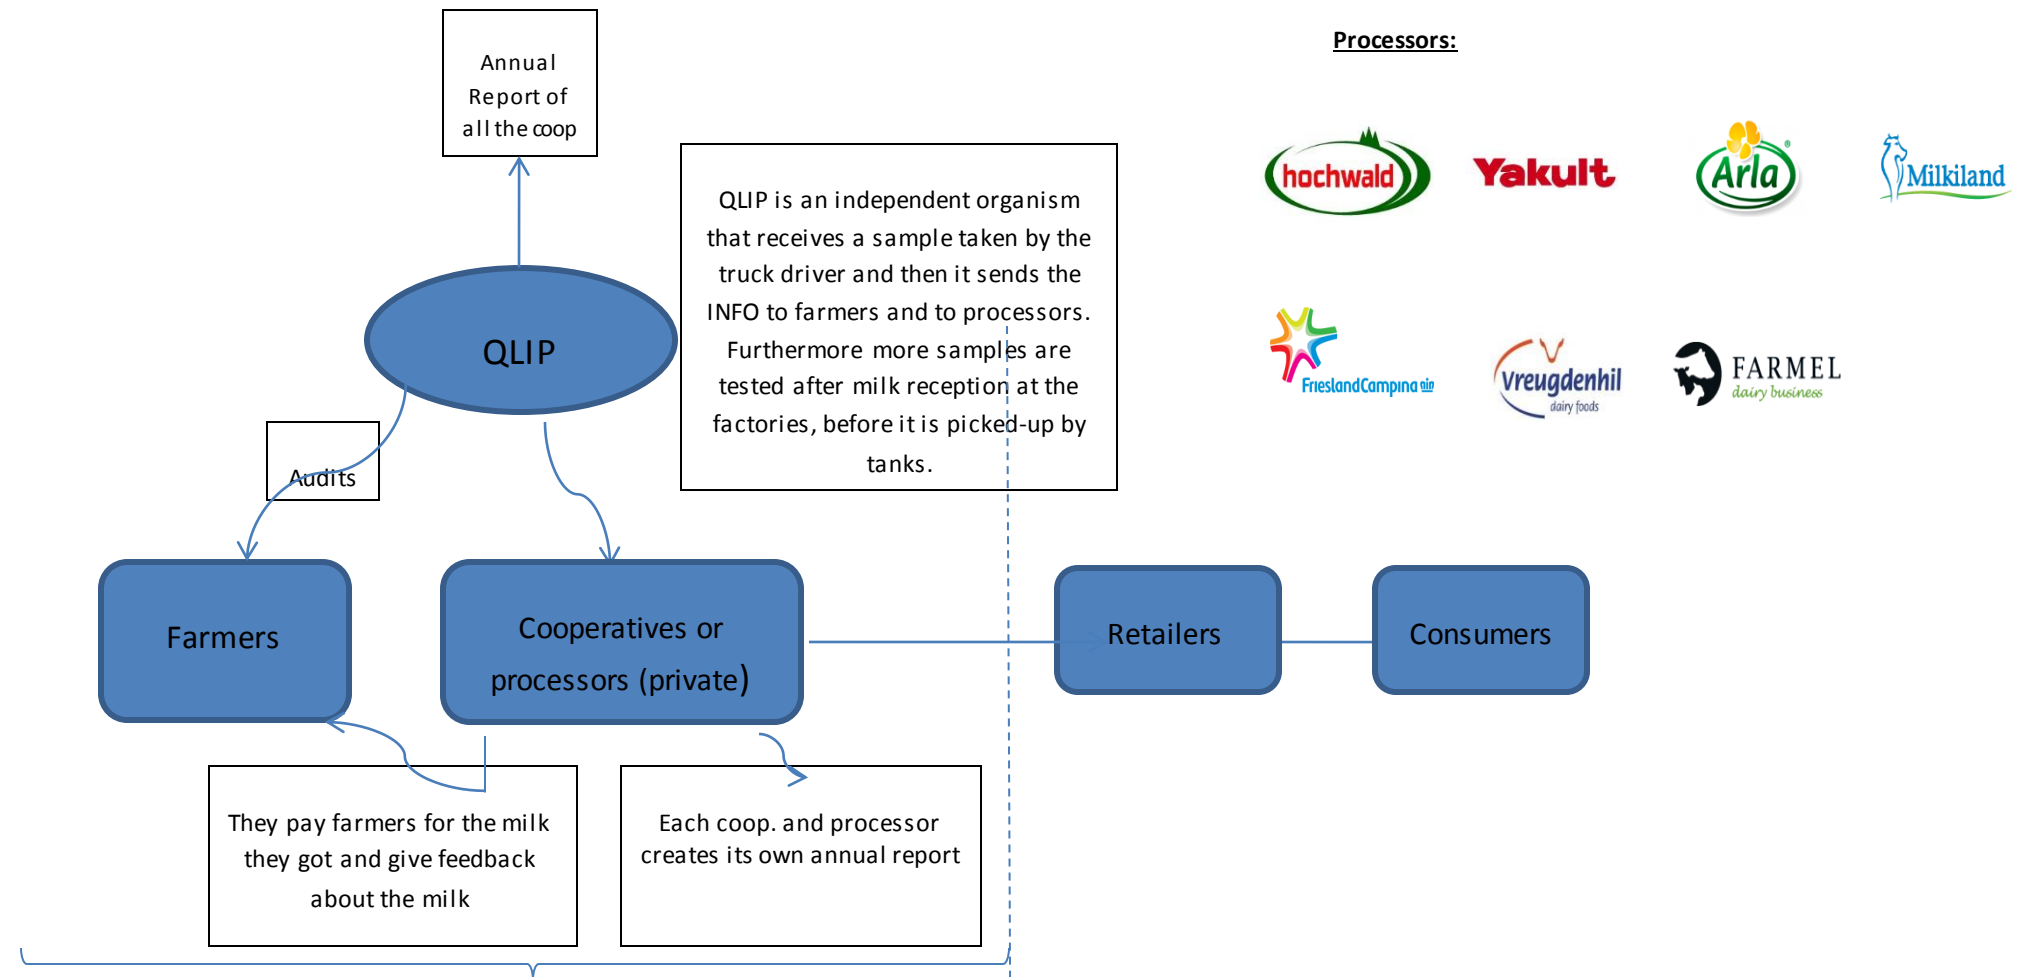 Annual
Report of
all the coop
Processors:
hochwald
Yakult
Arla
®
Milkiland
QLIP is an independent organism
that receives a sample taken by the
truck driver and then it sends the
INFO to farmers and to processors.
Furthermore more samples are
tested after milk reception at the
factories, before it is picked-up by
tanks.
QLIP
FrieslandCampina
Vreugdenhil
dairy foods
FARMEL
dairy business
Audits
Farmers
Cooperatives or
processors (private)
Retailers
Consumers
They pay farmers for the milk
they got and give feedback
about the milk
Each coop. and processor
creates its own annual report